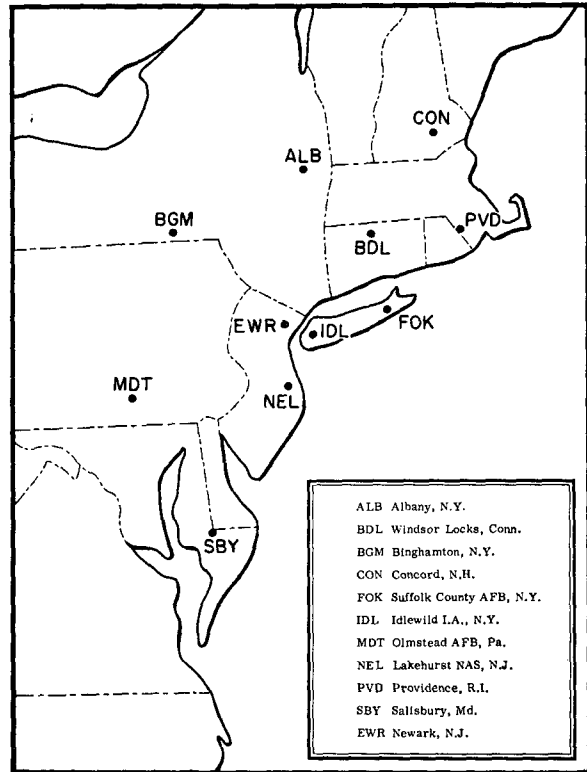 CON
ALB
BGM
BDL
PVD
EWR
IDL
FOK
MDT
NEL
SBY
ALB Albany, N.Y.
BDL Windsor Locks, Conn.
BGM Binghamton, N.Y.
CON Concord, N.H.
FOK Suffolk County AFB, N.Y.
IDL Idlewild I.A., N.Y.
MDT Olmstead AFB, Pa.
NEL Lakehurst NAS, N.J.
PVD Providence, R.I.
SBY Salisbury, Md.
EWR Newark, N.J.